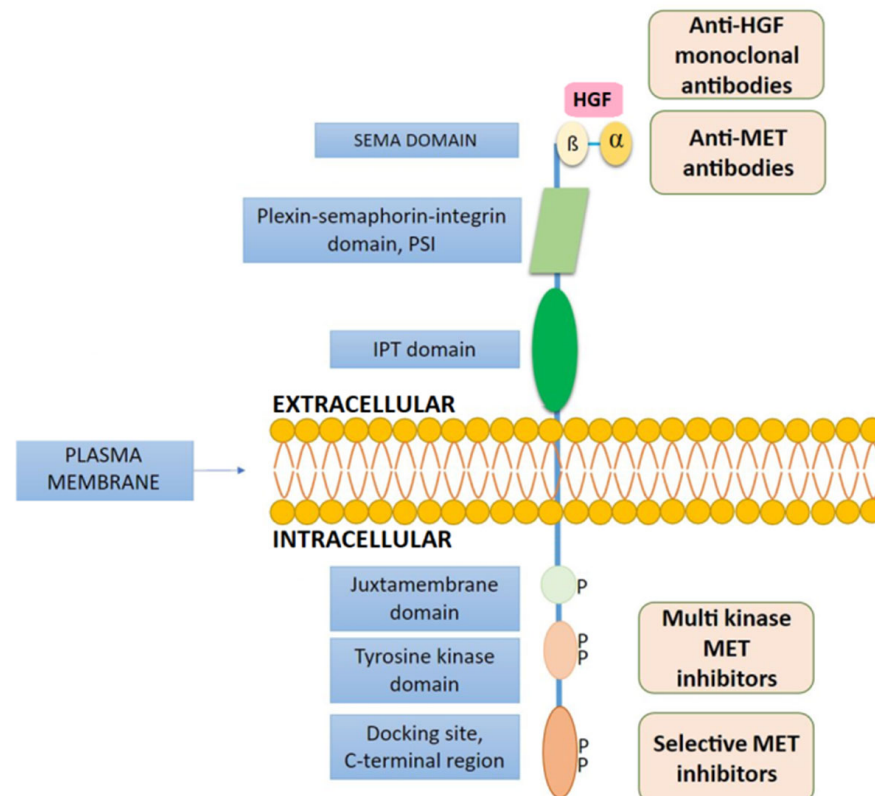 Anti-HGF
monoclonal
antibodies
HGF
SEMA DOMAIN
ß
α
Anti-MET
antibodies
Plexin-semaphorin-integrin
domain, PSI
IPT domain
EXTRACELLULAR
PLASMA
MEMBRANE
INTRACELLULAR
Juxtamembrane
domain
P
Multi kinase
MET
inhibitors
Tyrosine kinase
domain
P
P
Docking site,
C-terminal region
P
P
Selective MET
inhibitors